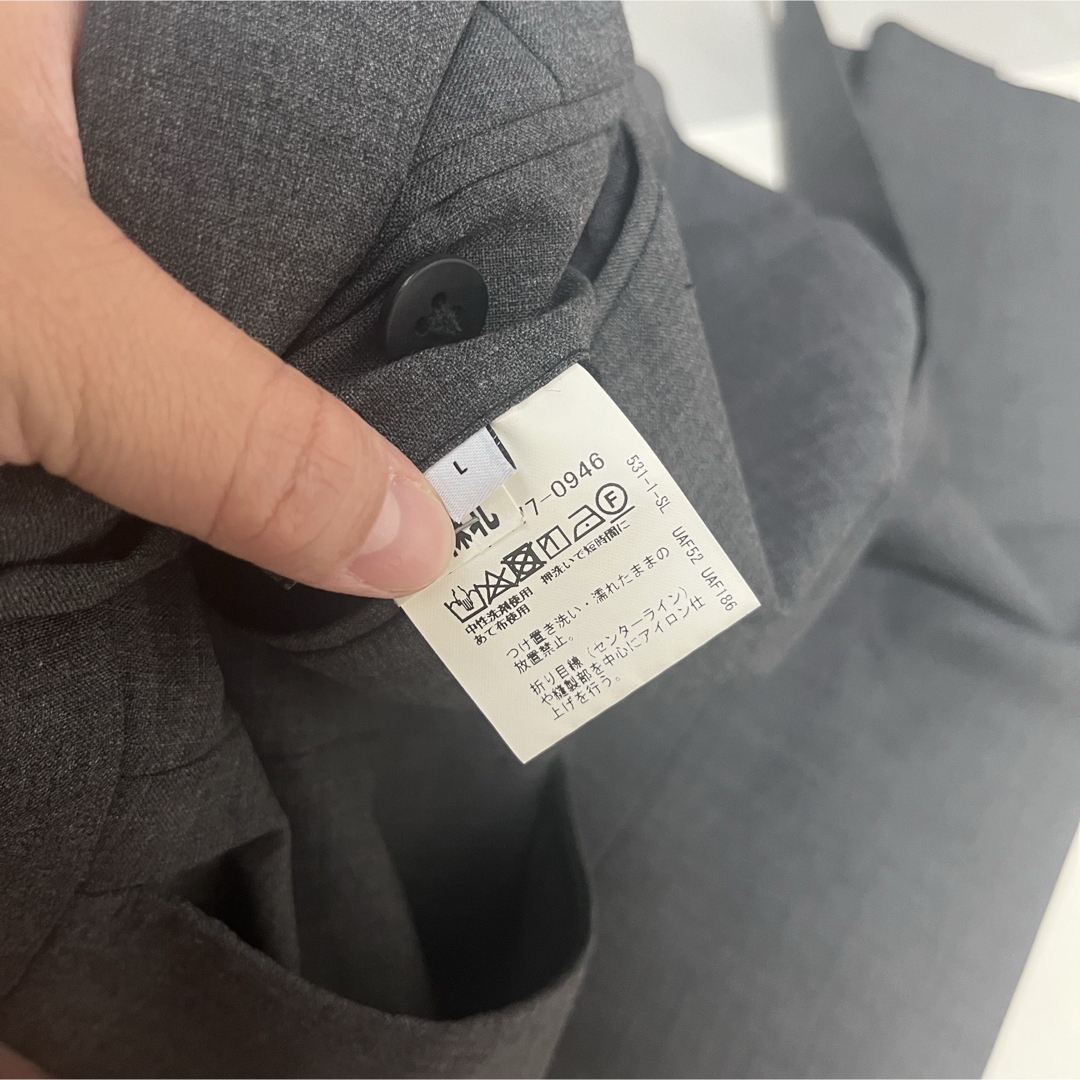 L
7-0946
F
中性洗剤使用 押洗いで短時間に
あて布使用
つけ置き洗い・濡れたままの
放置禁止。
折り目線(センターライン)
や縫製部を中心にアイロン仕
上げを行う。
531-1-SL UAF52 UAF186